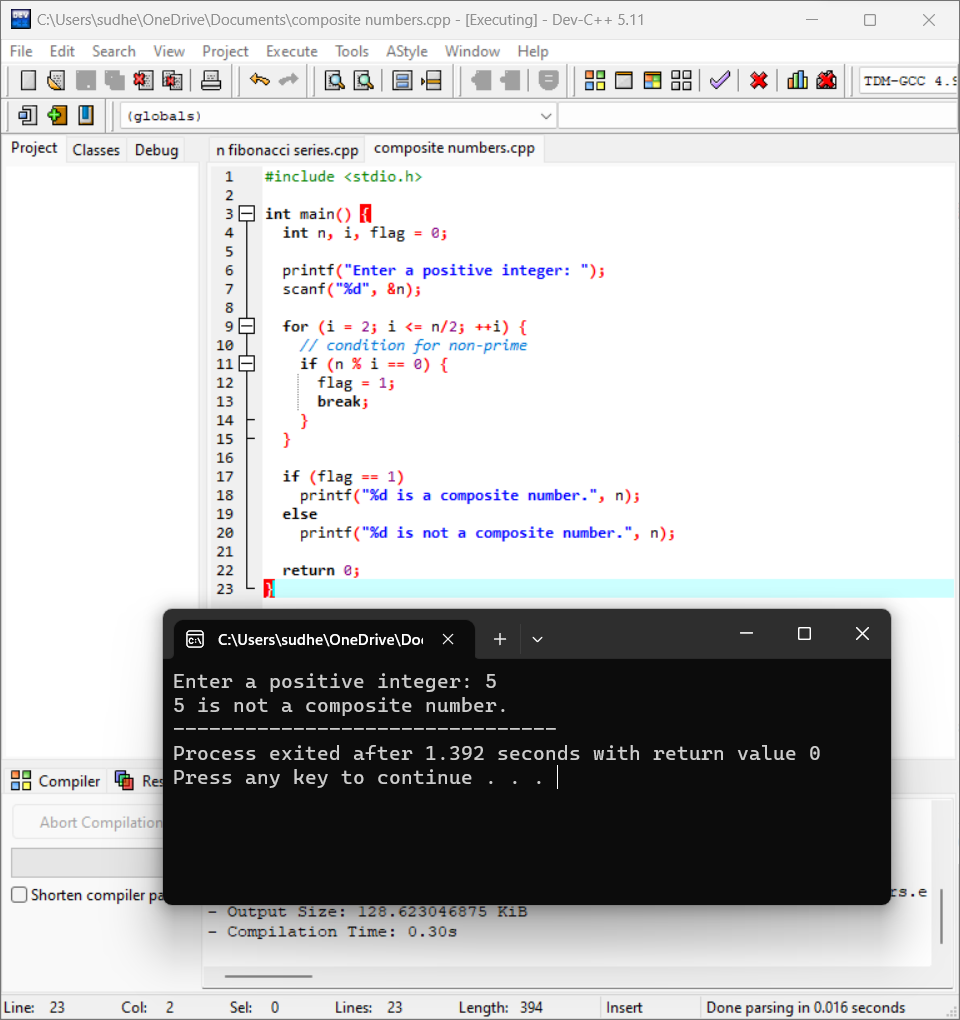 C:\Users\sudhe\OneDrive\Documents\composite numbers.cpp - [Executing] - Dev-C++ 5.11
File Edit Search View Project Execute Tools AStyle Window Help
TDM-GCC 4.9
(globals)
Project Classes Debug
n fibonacci series.cpp composite numbers.cpp
1 #include <stdio.h>
2
3 int main() {
4 int n, i, flag = 0;
5
6 printf("Enter a positive integer: ");
7 scanf("%d", &n);
8
9 for (i = 2; i <= n/2; ++i) {
10 // condition for non-prime
11 if (n % i == 0) {
12 flag = 1;
13 break;
14 }
15 }
16
17 if (flag == 1)
18 printf("%d is a composite number.", n);
19 else
20 printf("%d is not a composite number.", n);
21
22 return 0;
23 }
C:\Users\sudhe\OneDrive\Doc
Enter a positive integer: 5
5 is not a composite number.
--------------------------------
Process exited after 1.392 seconds with return value 0
Press any key to continue . . .
Compiler Res
Abort Compilation
Shorten compiler pa
rs.e
- Output Size: 128.623046875 KiB
- Compilation Time: 0.30s
Line: 23 Col: 2 Sel: 0 Lines: 23 Length: 394 Insert Done parsing in 0.016 seconds